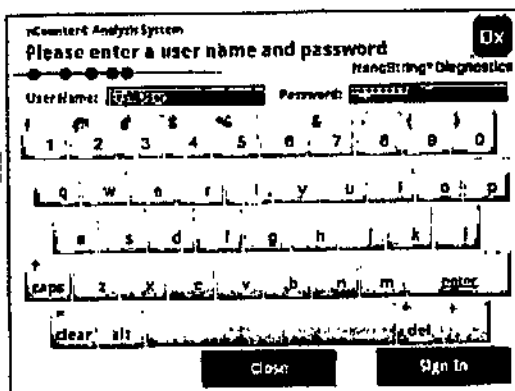 nCounter® Analysis System
Please enter a user name and password
Dx
NanoString® Diagnostics
User Name:
Password:
! @ # $ % & ( )
1 2 3 4 5 6 7 8 9 0
q w e r t y u i o p
a s d f g h j k l
caps z x c v b n m enter
clear alt del
Close
Sign In